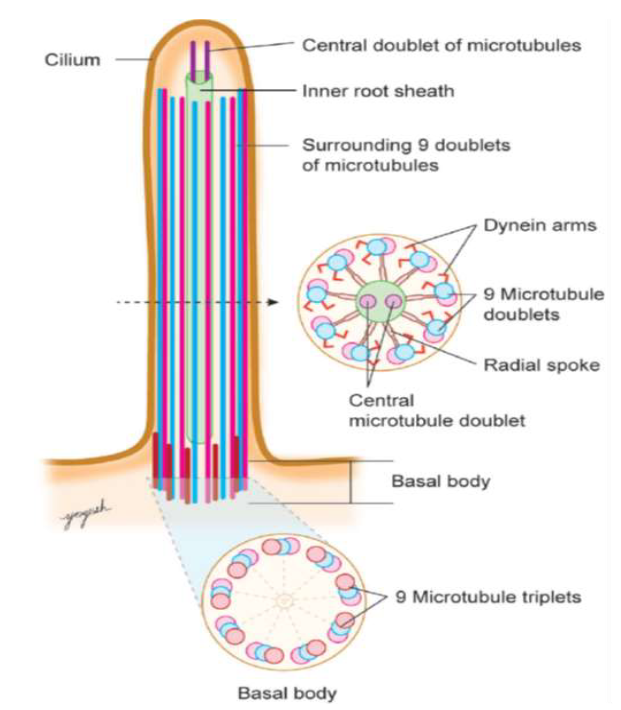 Central doublet of microtubules
Cilium
Inner root sheath
Surrounding 9 doublets
of microtubules
Dynein arms
9 Microtubule
doublets
Radial spoke
Central
microtubule doublet
Basal body
yogesh
9 Microtubule triplets
Basal body